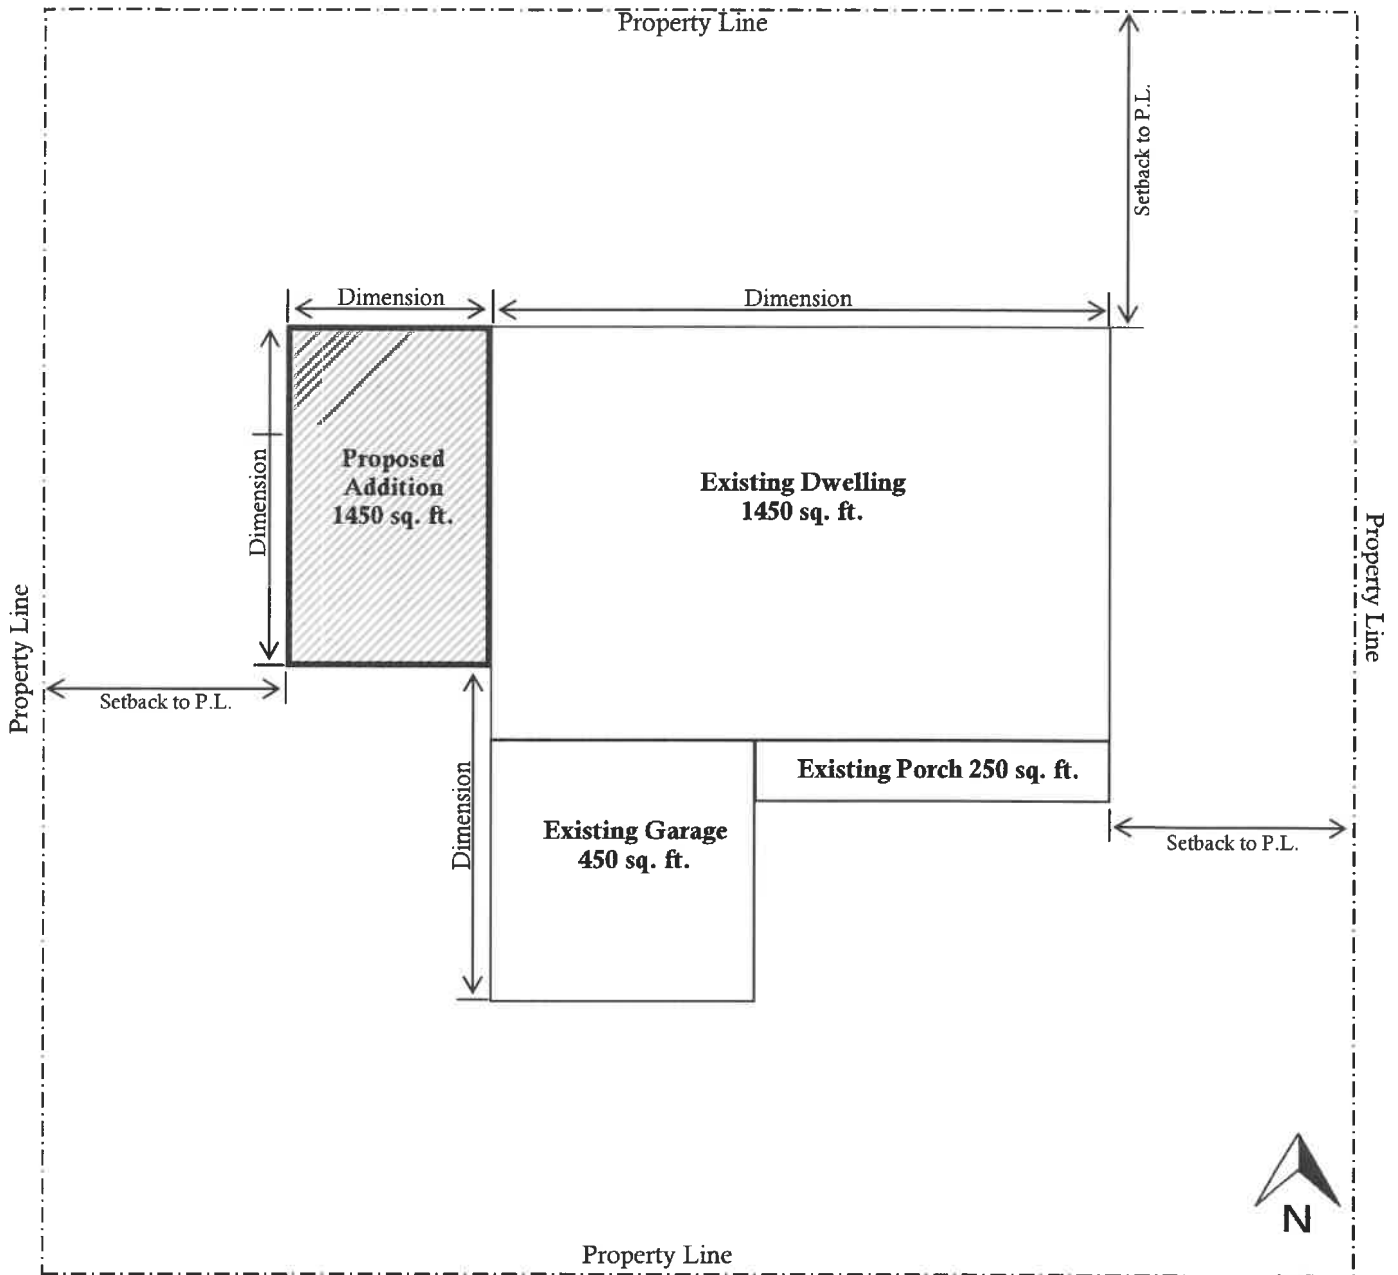 Property Line
Setback to P.L.
Dimension
Dimension
Dimension
Proposed
Addition
1450 sq. ft.
Existing Dwelling
1450 sq. ft.
Property Line
Property Line
Setback to P.L.
Dimension
Existing Porch 250 sq. ft.
Existing Garage
450 sq. ft.
Setback to P.L.
N
Property Line